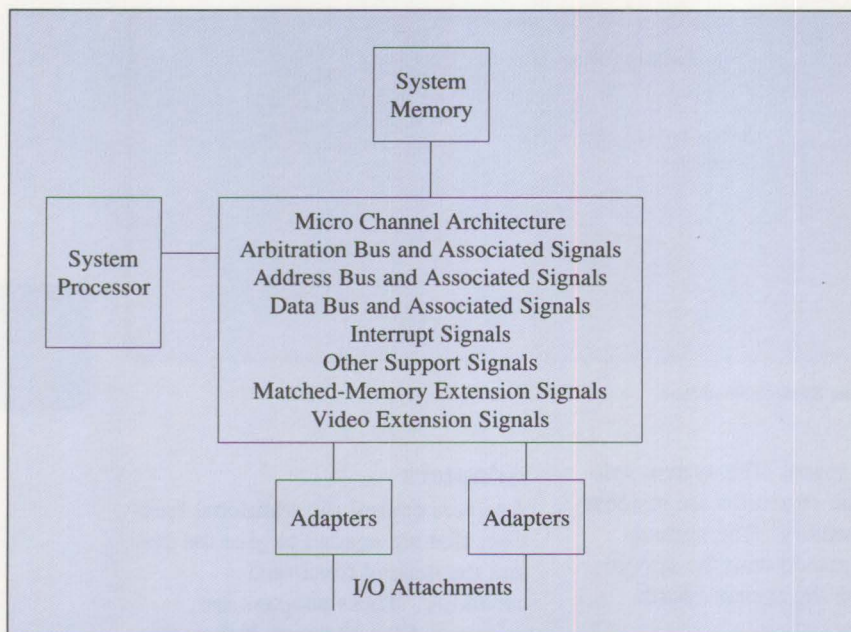 System
Memory
System
Processor
Micro Channel Architecture
Arbitration Bus and Associated Signals
Address Bus and Associated Signals
Data Bus and Associated Signals
Interrupt Signals
Other Support Signals
Matched-Memory Extension Signals
Video Extension Signals
Adapters
Adapters
I/O Attachments